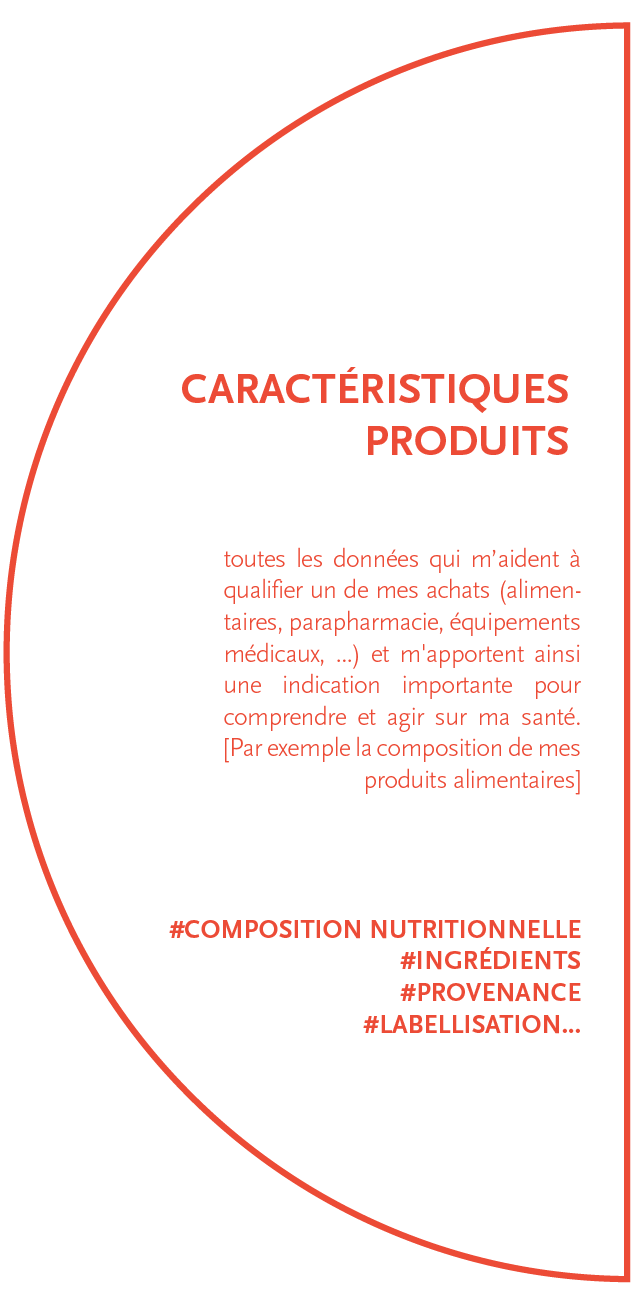 CARACTÉRISTIQUES
PRODUITS
toutes les données qui m’aident à
qualifier un de mes achats (alimen-
taires, parapharmacie, équipements
médicaux, ...) et m'apportent ainsi
une indication importante pour
comprendre et agir sur ma santé.
[Par exemple la composition de mes
produits alimentaires]
#COMPOSITION NUTRITIONNELLE
#INGRÉDIENTS
#PROVENANCE
#LABELLISATION...